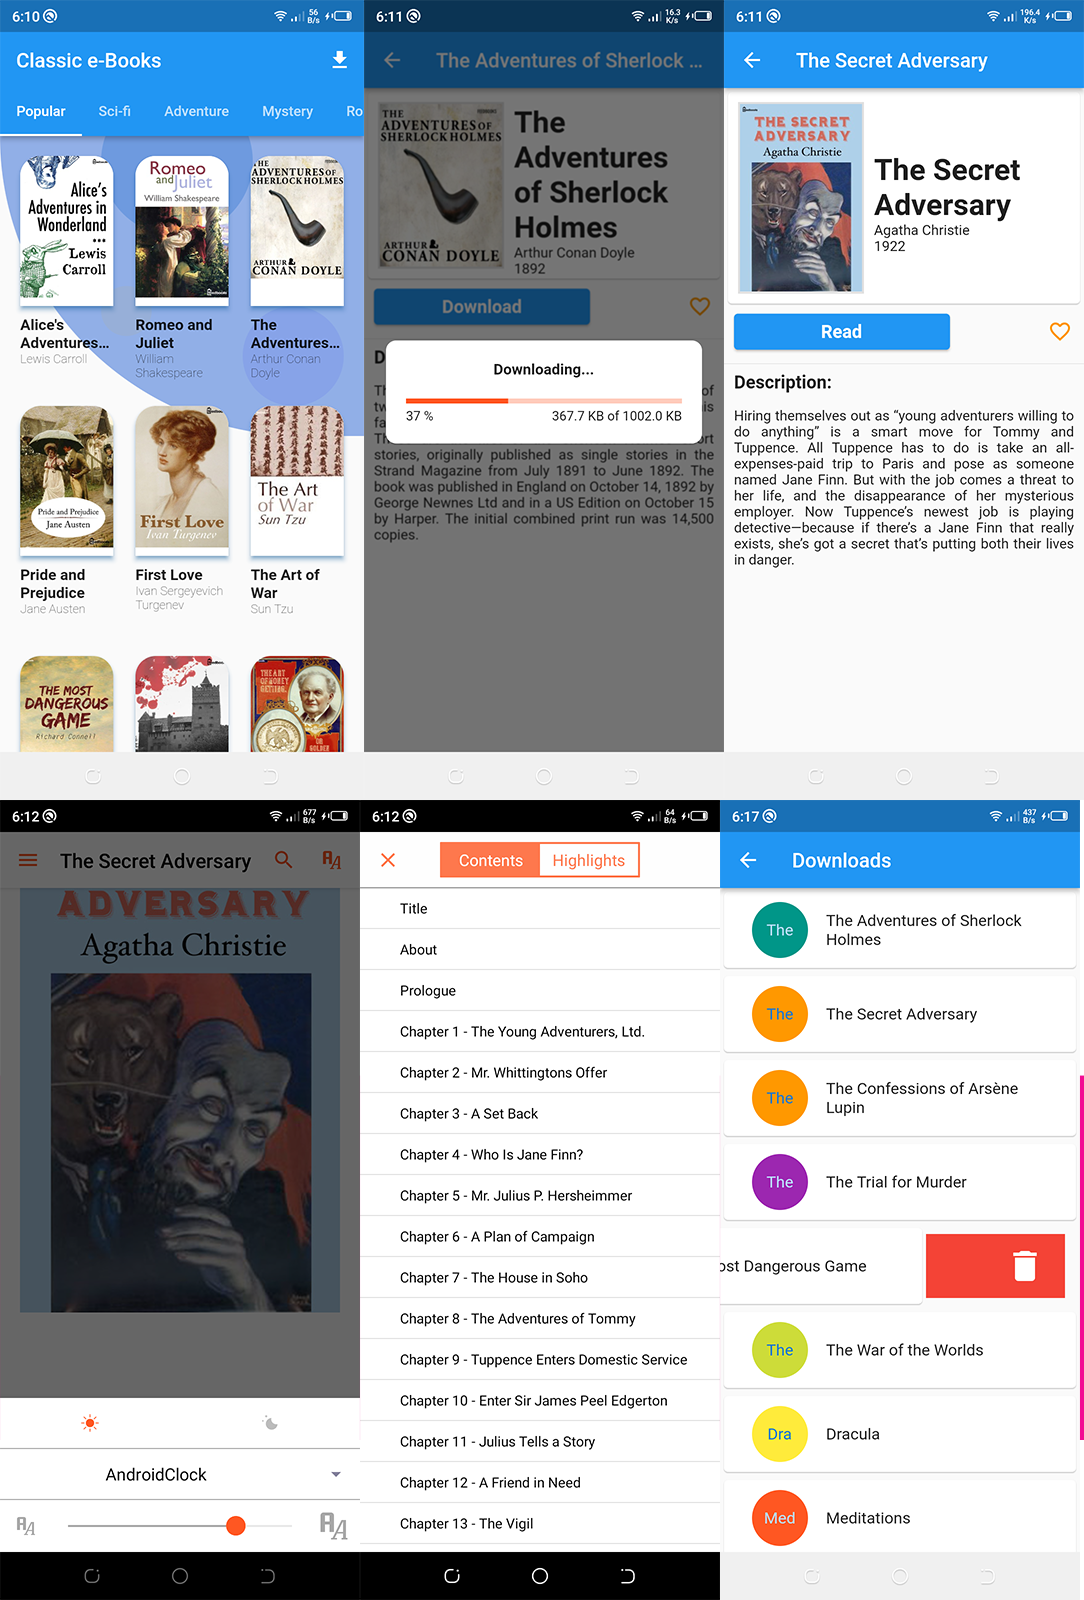 6:10
56
B/s
Classic e-Books
Popular
Sci-fi
Adventure
Mystery
Ro
Alice's
Adventures in
Wonderland
...
Lewis
Carroll
Romeo
and Juliet
William Shakespeare
THE
ADVENTURES OF
SHERLOCK HOLMES
ARTHUR
CONAN DOYLE
Alice's
Adventures...
Lewis Carroll
Romeo and
Juliet
William
Shakespeare
The
Adventures...
Arthur Conan
Doyle
Pride and Prejudice
Jane Austen
First Love
Ivan Turgenev
The Art
of War
Sun Tzu
Pride and
Prejudice
Jane Austen
First Love
Ivan Sergeyevich
Turgenev
The Art of
War
Sun Tzu
THE MOST
DANGEROUS
GAME
Richard Connell
THE ART
OF MONEY
GETTING,
OR
GOLDEN
6:11
16.3
K/s
The Adventures of Sherlock ...
THE
ADVENTURES OF
SHERLOCK HOLMES
ARTHUR
CONAN DOYLE
The
Adventures
of Sherlock
Holmes
Arthur Conan Doyle
1892
Download
D
Th
of
tw
is
fa
Th
rt
Downloading...
37 %
367.7 KB of 1002.0 KB
stories, originally published as single stories in the
Strand Magazine from July 1891 to June 1892. The
book was published in England on October 14, 1892 by
George Newnes Ltd and in a US Edition on October 15
by Harper. The initial combined print run was 14,500
copies.
6:11
196.4
K/s
The Secret Adversary
THE SECRET
ADVERSARY
Agatha Christie
The Secret
Adversary
Agatha Christie
1922
Read
Description:
Hiring themselves out as “young adventurers willing to
do anything” is a smart move for Tommy and
Tuppence. All Tuppence has to do is take an all-
expenses-paid trip to Paris and pose as someone
named Jane Finn. But with the job comes a threat to
her life, and the disappearance of her mysterious
employer. Now Tuppence’s newest job is playing
detective—because if there’s a Jane Finn that really
exists, she’s got a secret that’s putting both their lives
in danger.
6:12
677
B/s
The Secret Adversary
AA
ADVERSARY
Agatha Christie
AndroidClock
AA
AA
6:12
64
B/s
Contents
Highlights
Title
About
Prologue
Chapter 1 - The Young Adventurers, Ltd.
Chapter 2 - Mr. Whittingtons Offer
Chapter 3 - A Set Back
Chapter 4 - Who Is Jane Finn?
Chapter 5 - Mr. Julius P. Hersheimmer
Chapter 6 - A Plan of Campaign
Chapter 7 - The House in Soho
Chapter 8 - The Adventures of Tommy
Chapter 9 - Tuppence Enters Domestic Service
Chapter 10 - Enter Sir James Peel Edgerton
Chapter 11 - Julius Tells a Story
Chapter 12 - A Friend in Need
Chapter 13 - The Vigil
6:17
437
B/s
Downloads
The
The Adventures of Sherlock
Holmes
The
The Secret Adversary
The
The Confessions of Arsène
Lupin
The
The Trial for Murder
ost Dangerous Game
The
The War of the Worlds
Dra
Dracula
Med
Meditations